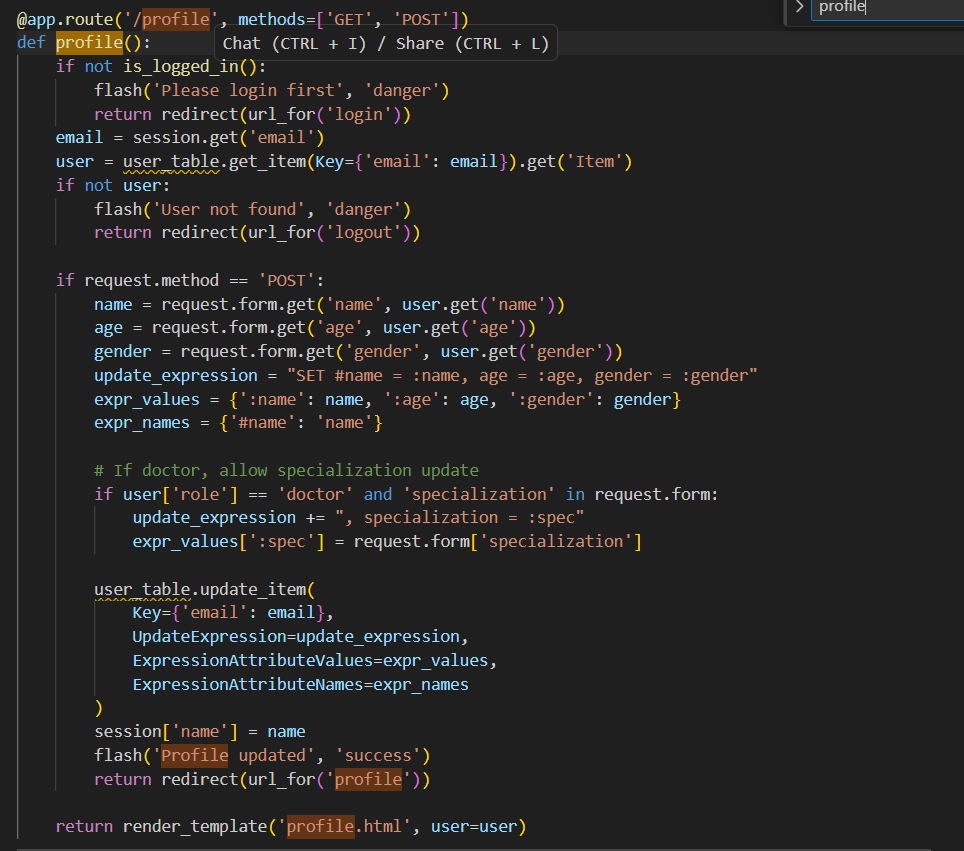 @app.route('/profile', methods=['GET', 'POST'])
profile
def profile():
Chat (CTRL + I) / Share (CTRL + L)
    if not is_logged_in():
        flash('Please login first', 'danger')
        return redirect(url_for('login'))
    email = session.get('email')
    user = user_table.get_item(Key={'email': email}).get('Item')
    if not user:
        flash('User not found', 'danger')
        return redirect(url_for('logout'))
    if request.method == 'POST':
        name = request.form.get('name', user.get('name'))
        age = request.form.get('age', user.get('age'))
        gender = request.form.get('gender', user.get('gender'))
        update_expression = "SET #name = :name, age = :age, gender = :gender"
        expr_values = {':name': name, ':age': age, ':gender': gender}
        expr_names = {'#name': 'name'}
        # If doctor, allow specialization update
        if user['role'] == 'doctor' and 'specialization' in request.form:
            update_expression += ", specialization = :spec"
            expr_values[':spec'] = request.form['specialization']
        user_table.update_item(
            Key={'email': email},
            UpdateExpression=update_expression,
            ExpressionAttributeValues=expr_values,
            ExpressionAttributeNames=expr_names
        )
        session['name'] = name
        flash('Profile updated', 'success')
        return redirect(url_for('profile'))
    return render_template('profile.html', user=user)